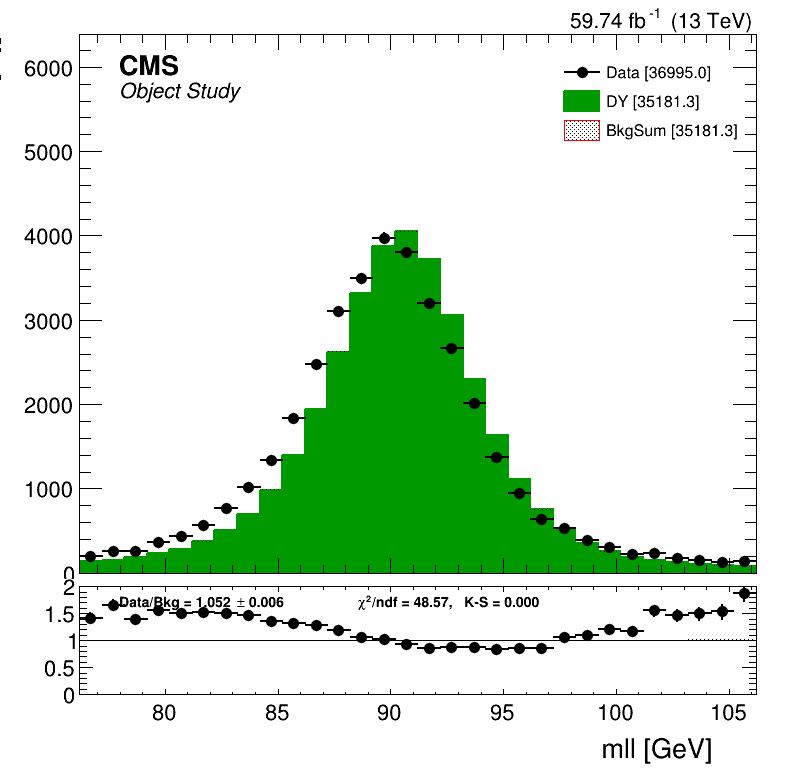 59.74 fb⁻¹ (13 TeV)
CMS
Object Study
Data [36995.0]
DY [35181.3]
BkgSum [35181.3]
6000
5000
4000
3000
2000
1000
0
Data/Bkg = 1.052 ± 0.006
χ²/ndf = 48.57, K-S = 0.000
2
1.5
1
0.5
0
80 85 90 95 100 105
mll [GeV]